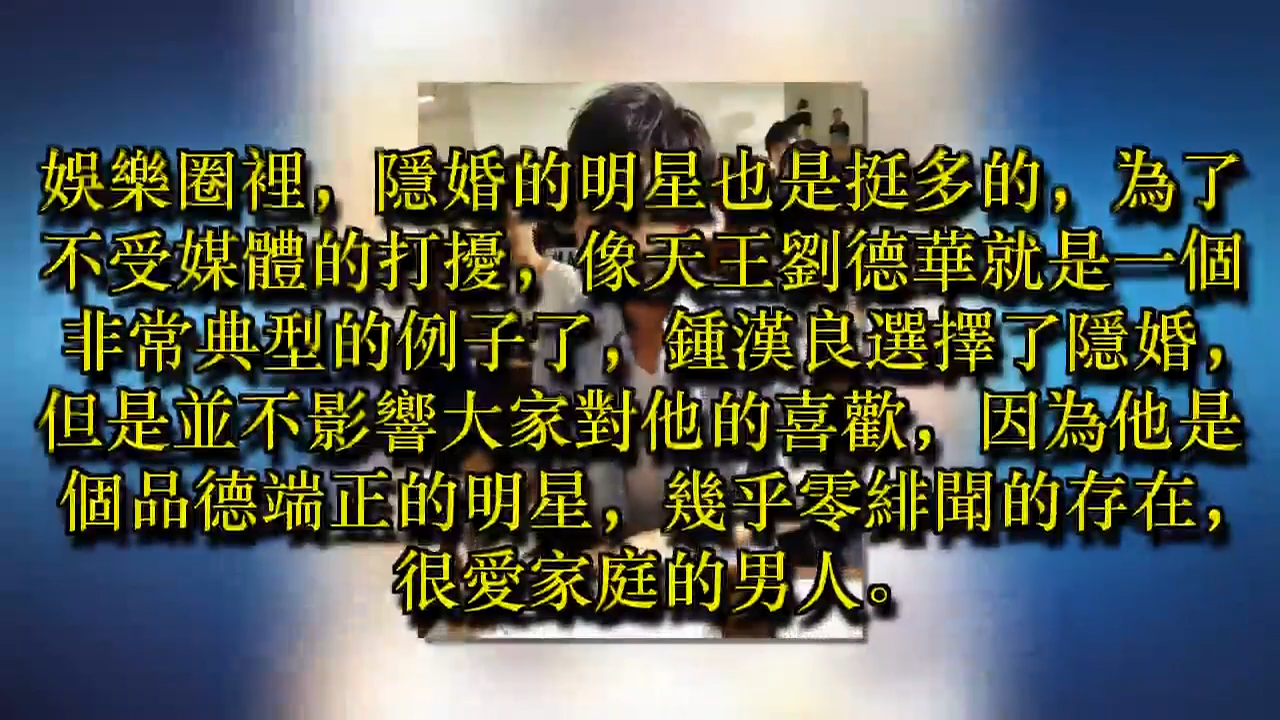 娛樂圈裡，隱婚的明星也是挺多的，為了
不受媒體的打擾，像天王劉德華就是一個
非常典型的例子了，鍾漢良選擇了隱婚，
但是並不影響大家對他的喜歡，因為他是
個品德端正的明星，幾乎零緋聞的存在，
很愛家庭的男人。